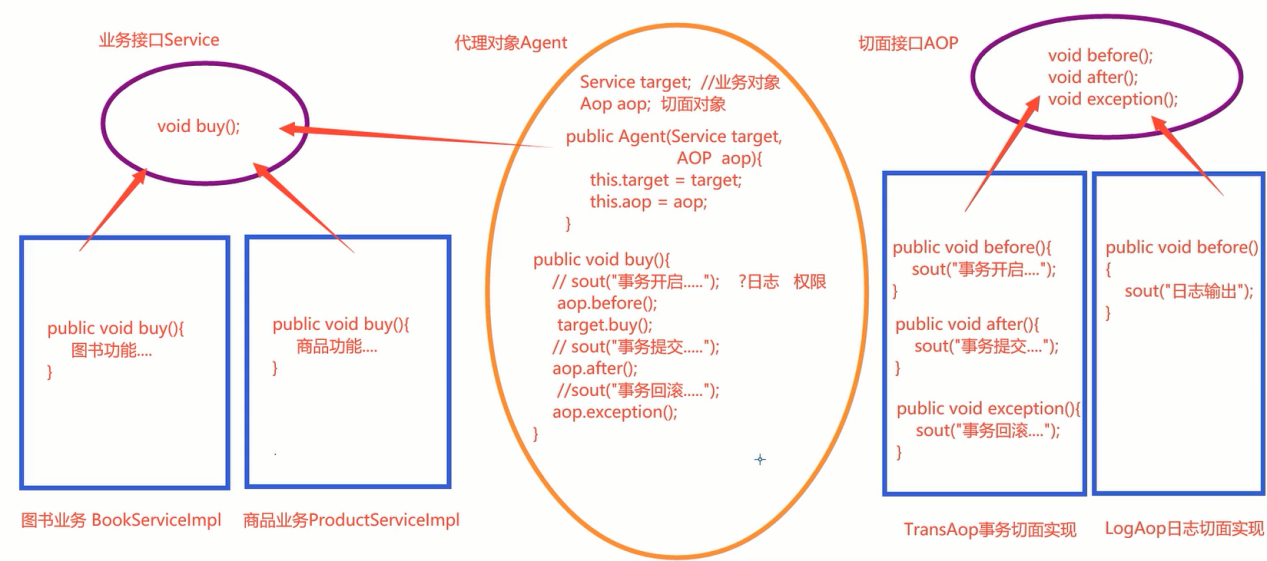 业务接口Service
void buy();
public void buy(){
图书功能....
}
图书业务 BookServiceImpl
public void buy(){
商品功能....
}
商品业务ProductServiceImpl
代理对象Agent
Service target; //业务对象
Aop aop; 切面对象
public Agent(Service target,
AOP aop){
this.target = target;
this.aop = aop;
}
public void buy(){
// sout("事务开启....."); ?日志 权限
aop.before();
target.buy();
// sout("事务提交.....");
aop.after();
//sout("事务回滚.....");
aop.exception();
}
切面接口AOP
void before();
void after();
void exception();
public void before(){
sout("事务开启....");
}
public void after(){
sout("事务提交....");
}
public void exception(){
sout("事务回滚....");
}
TransAop事务切面实现
public void before()
{
sout("日志输出");
}
LogAop日志切面实现